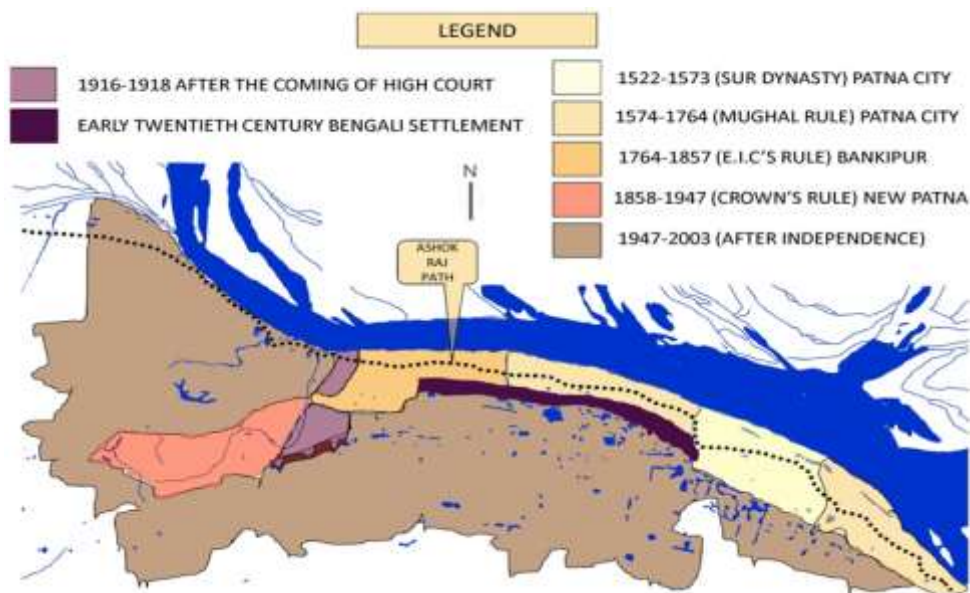 LEGEND
1916-1918 AFTER THE COMING OF HIGH COURT
EARLY TWENTIETH CENTURY BENGALI SETTLEMENT
1522-1573 (SUR DYNASTY) PATNA CITY
1574-1764 (MUGHAL RULE) PATNA CITY
1764-1857 (E.I.C'S RULE) BANKIPUR
1858-1947 (CROWN'S RULE) NEW PATNA
1947-2003 (AFTER INDEPENDENCE)
N
ASHOK
RAJ
PATH